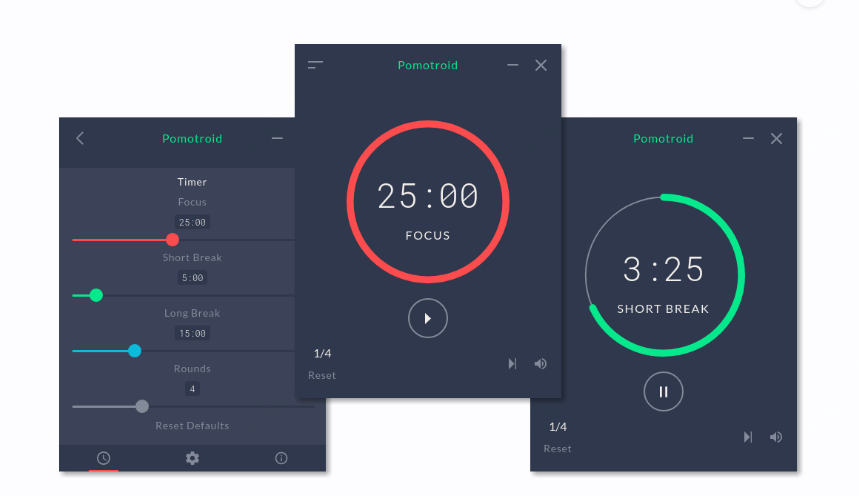 Pomotroid
Timer
Focus
25:00
Short Break
5:00
Long Break
15:00
Rounds
4
Reset Defaults
Pomotroid
25:00
FOCUS
1/4
Reset
Pomotroid
3:25
SHORT BREAK
1/4
Reset